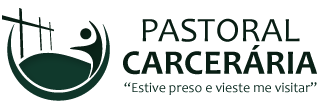 PASTORAL
CARCERÁRIA
“Estive preso e vieste me visitar”